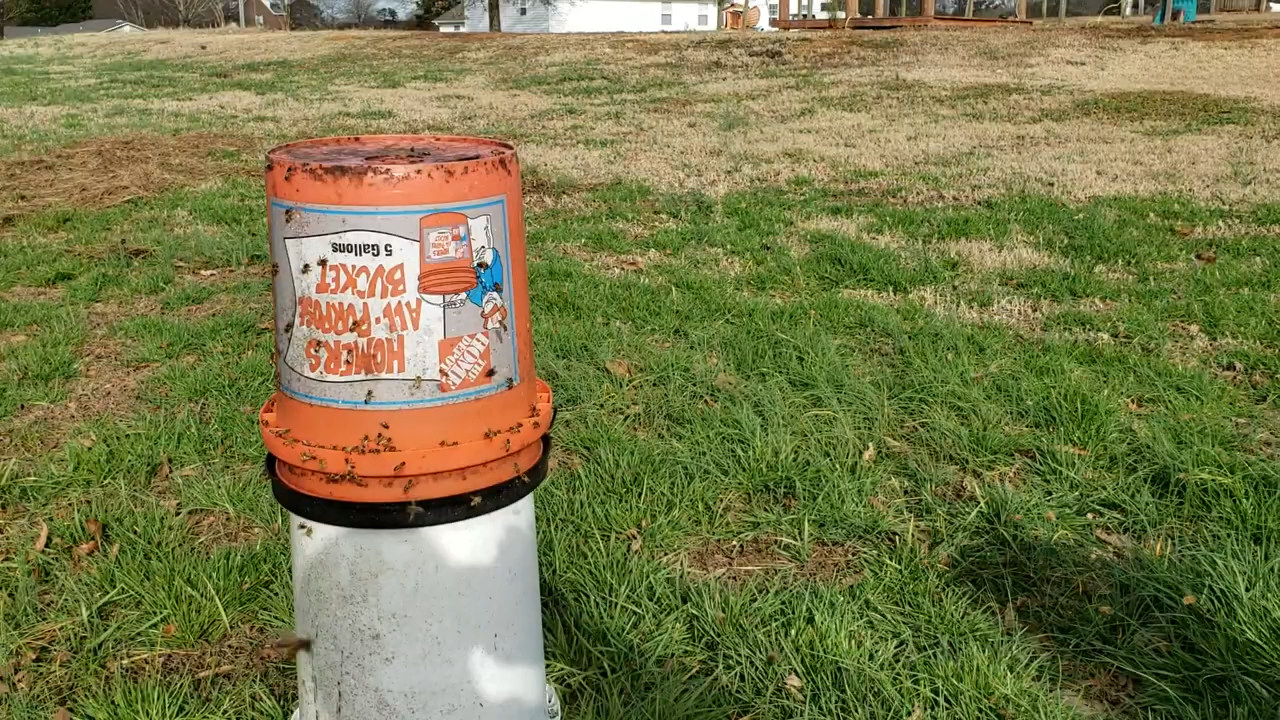 HOMER'S
ALL-PURPOSE
BUCKET
5 Gallons
THE
HOME
DEPOT